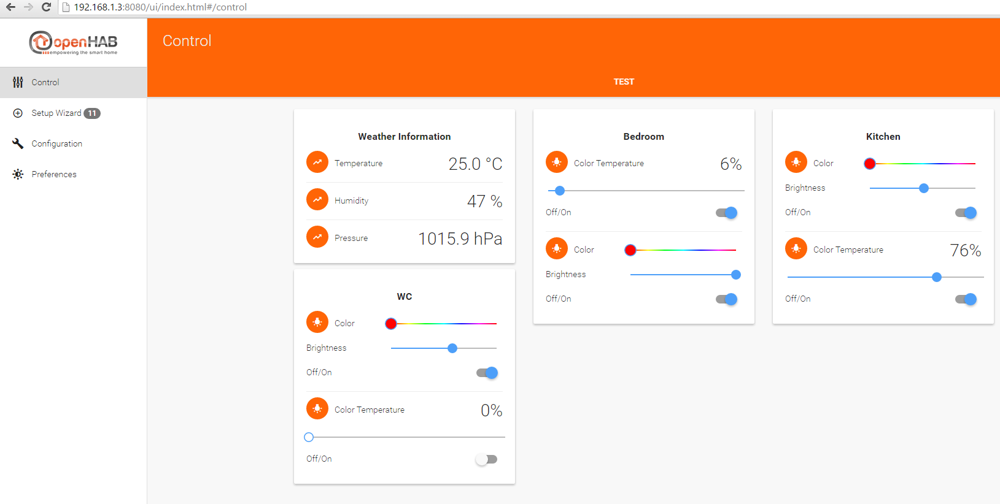 192.168.1.3:8080/ui/index.html#/control
openHAB
empowering the smart home
Control
Setup Wizard 11
Configuration
Preferences
Control
TEST
Weather Information
Temperature 25.0 °C
Humidity 47 %
Pressure 1015.9 hPa
WC
Color
Brightness
Off/On
Color Temperature 0%
Off/On
Bedroom
Color Temperature 6%
Off/On
Color
Brightness
Off/On
Kitchen
Color
Brightness
Off/On
Color Temperature 76%
Off/On